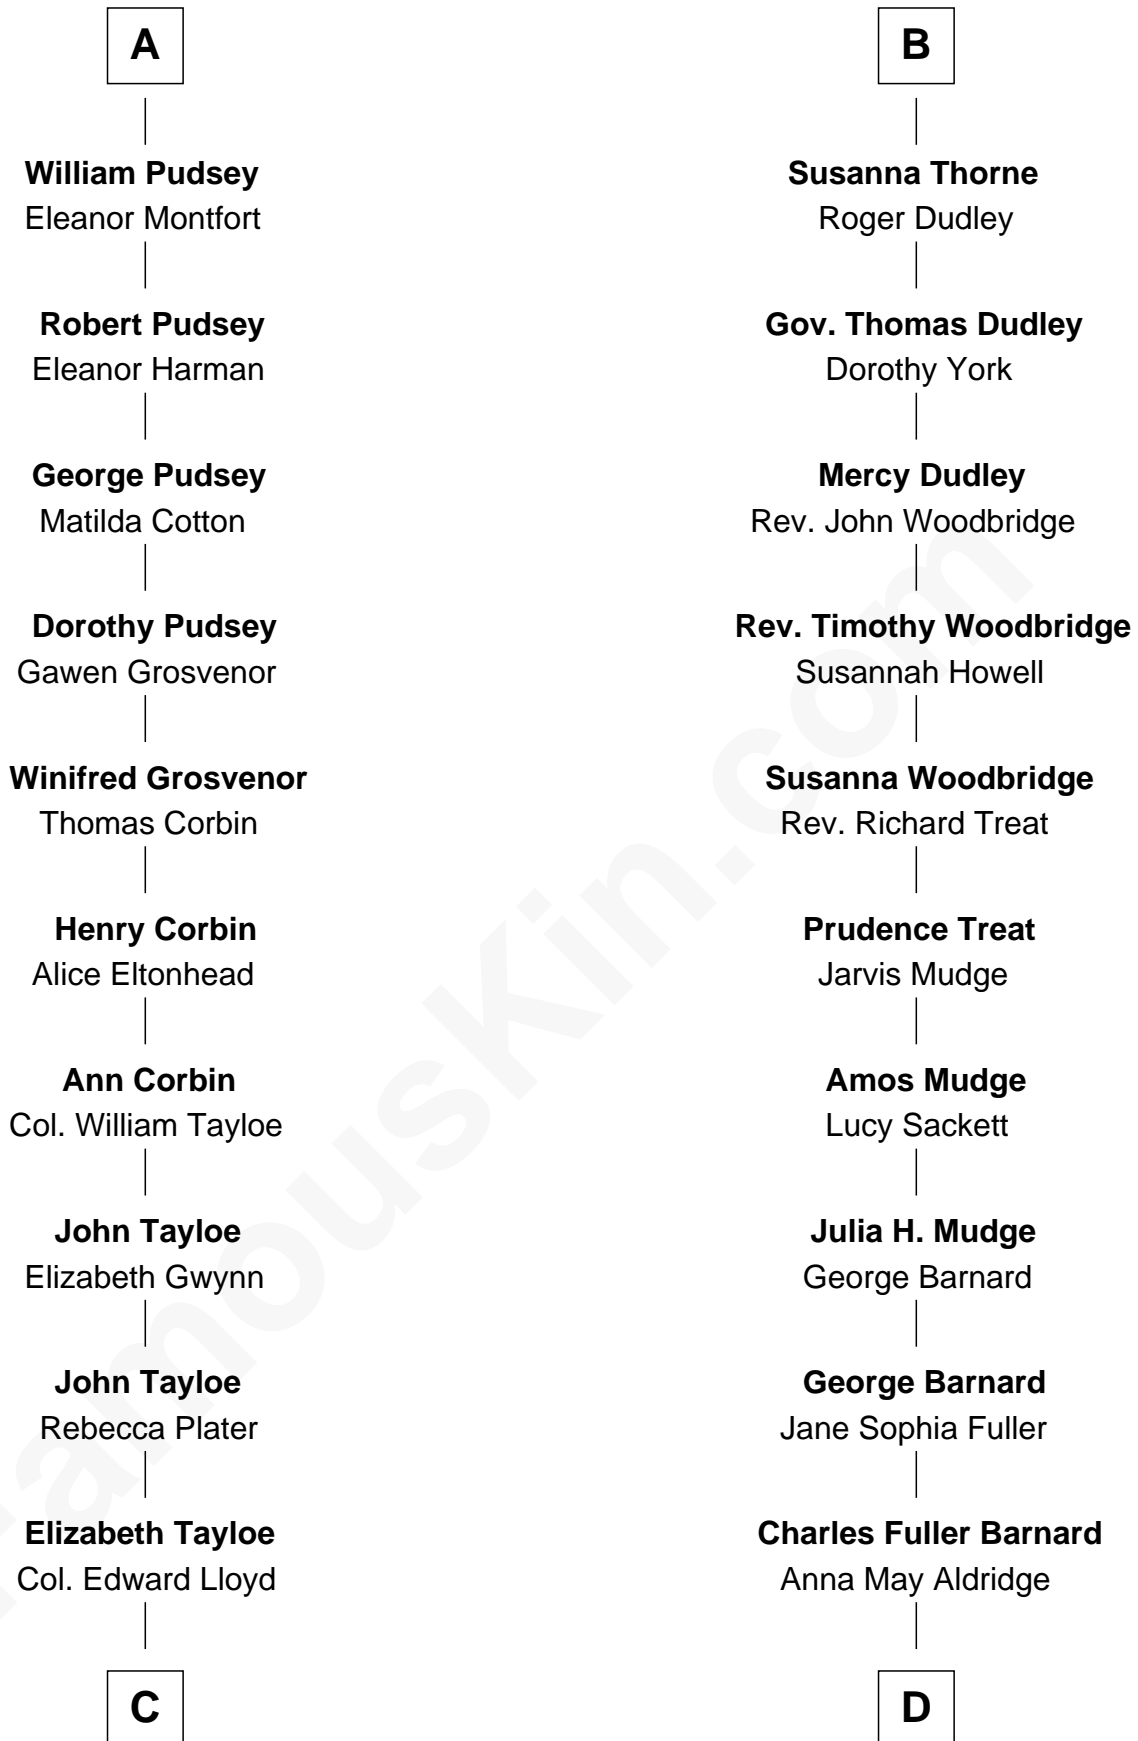 A
William Pudsey
Eleanor Montfort
Robert Pudsey
Eleanor Harman
George Pudsey
Matilda Cotton
Dorothy Pudsey
Gawen Grosvenor
Winifred Grosvenor
Thomas Corbin
Henry Corbin
Alice Eltonhead
Ann Corbin
Col. William Tayloe
John Tayloe
Elizabeth Gwynn
John Tayloe
Rebecca Plater
Elizabeth Tayloe
Col. Edward Lloyd
C
B
Susanna Thorne
Roger Dudley
Gov. Thomas Dudley
Dorothy York
Mercy Dudley
Rev. John Woodbridge
Rev. Timothy Woodbridge
Susannah Howell
Susanna Woodbridge
Rev. Richard Treat
Prudence Treat
Jarvis Mudge
Amos Mudge
Lucy Sackett
Julia H. Mudge
George Barnard
George Barnard
Jane Sophia Fuller
Charles Fuller Barnard
Anna May Aldridge
D
FamousKin.com